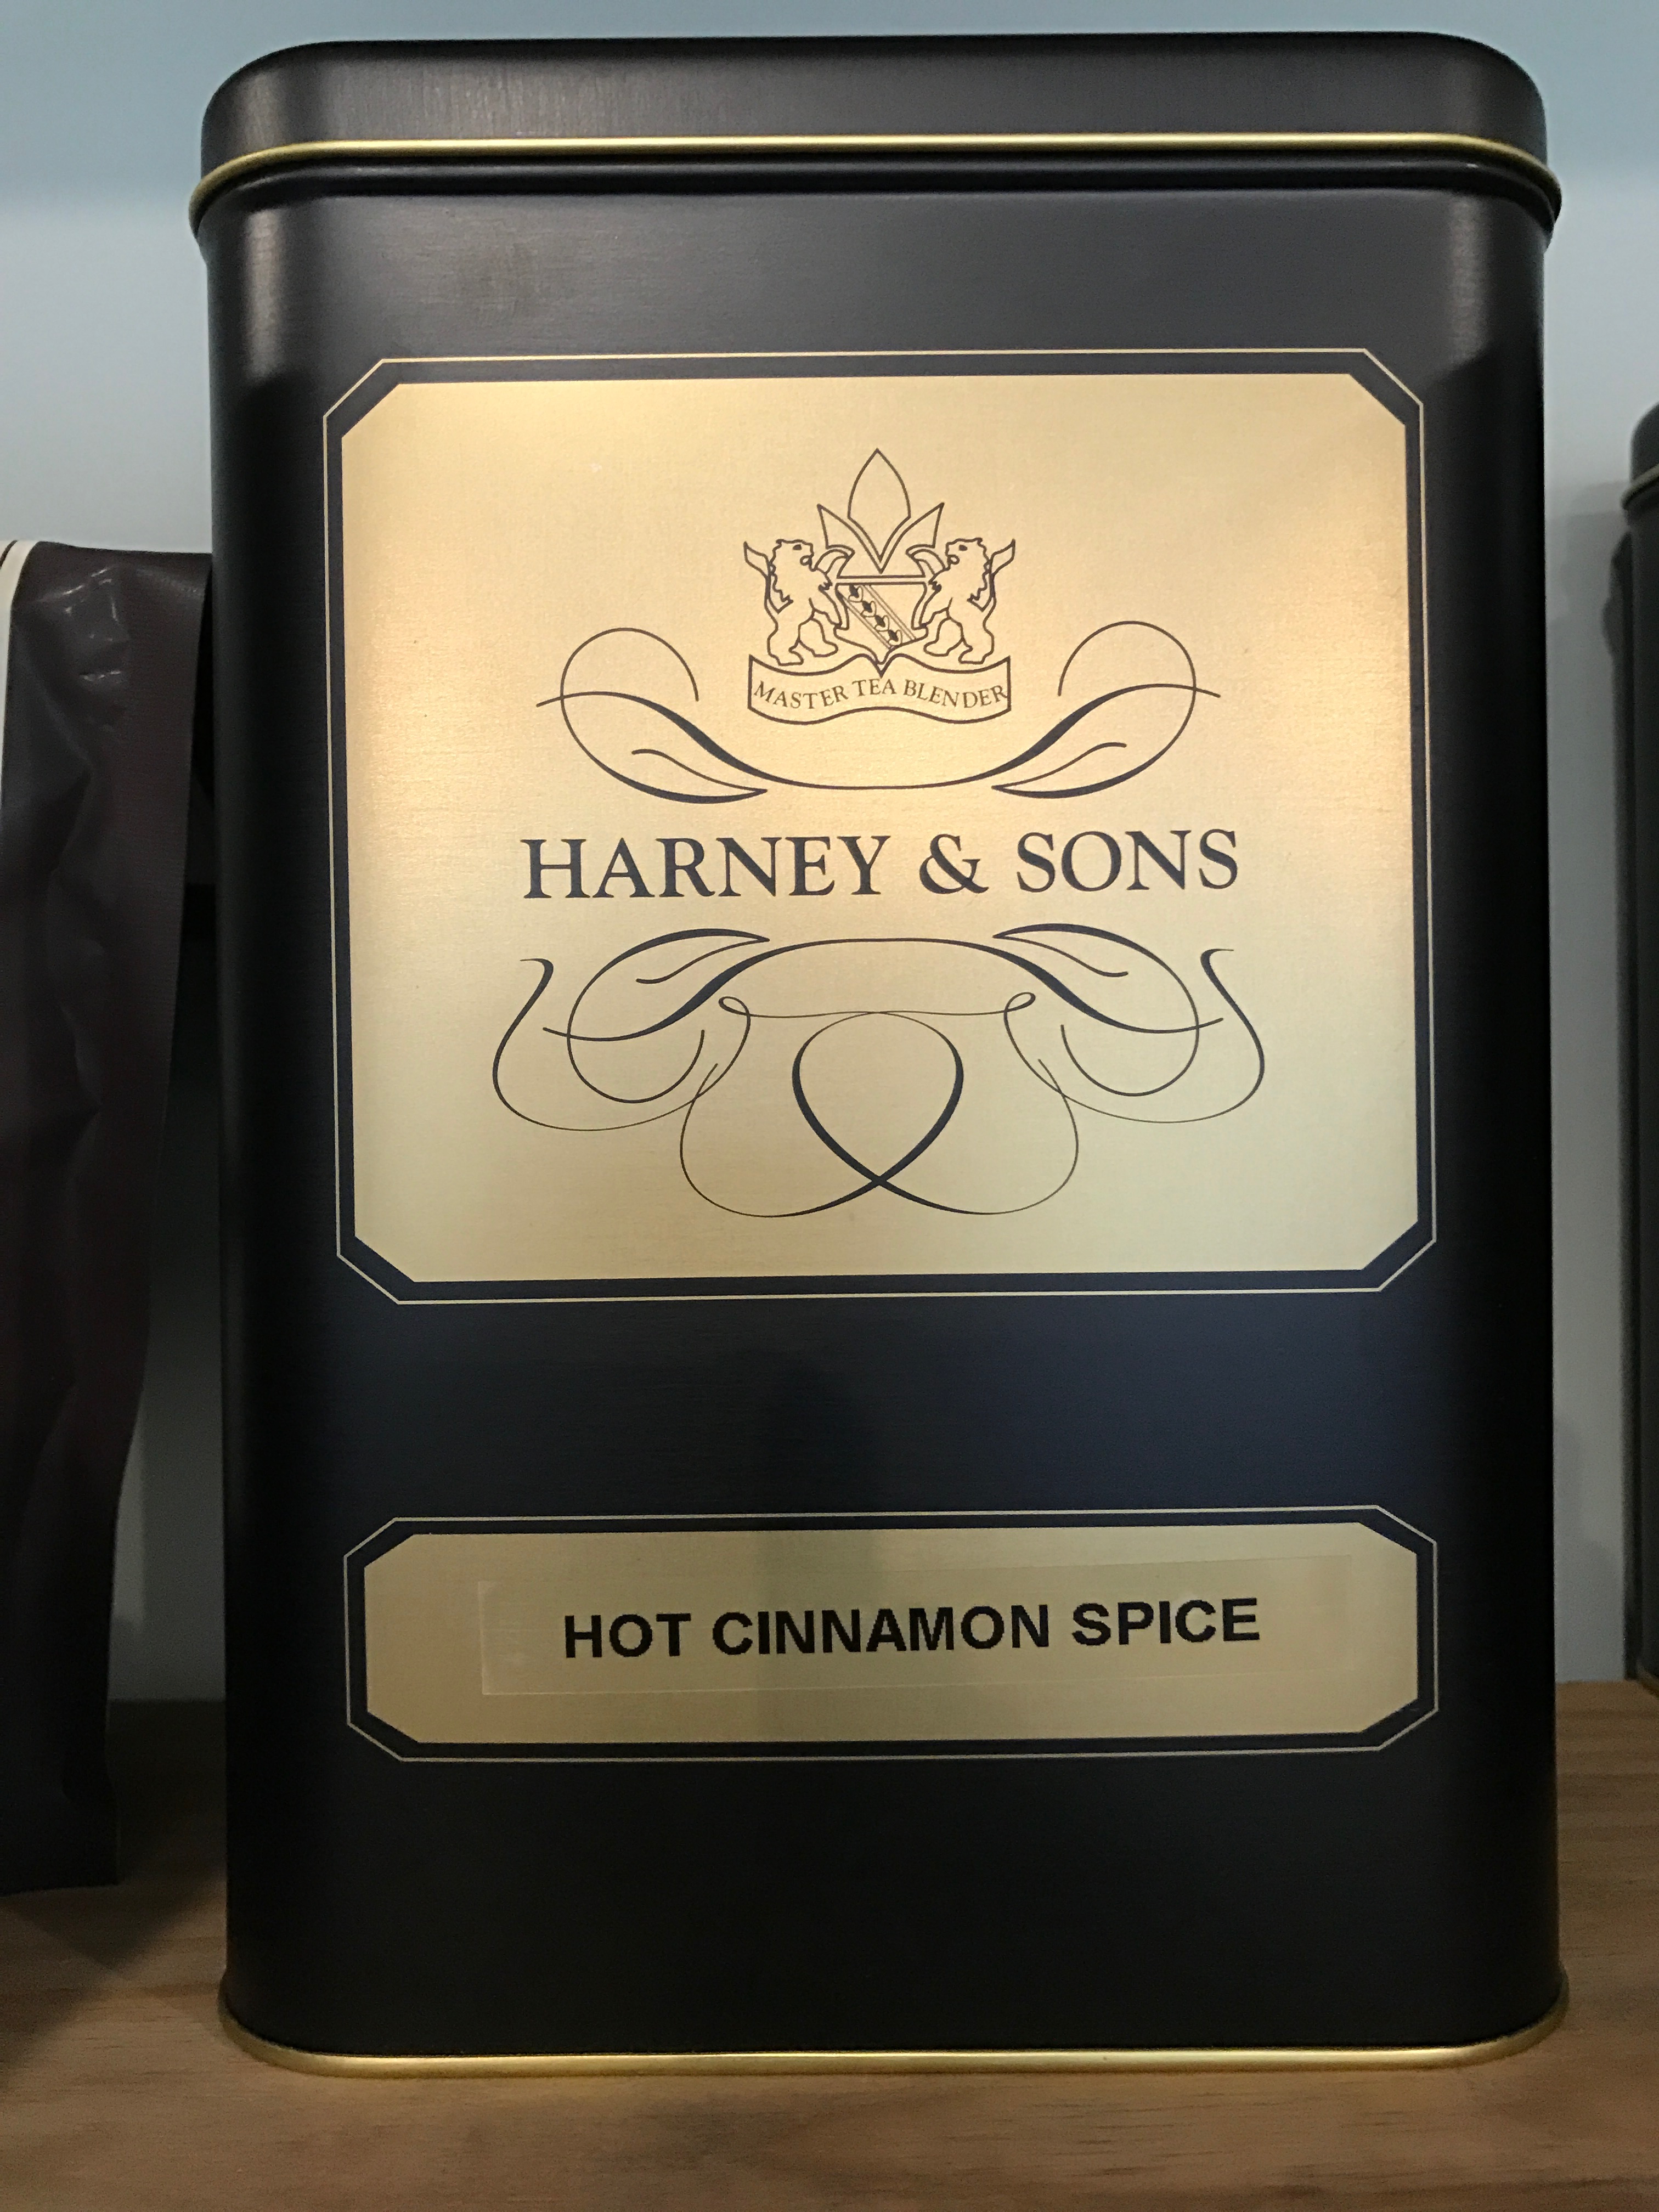 MASTER TEA BLENDER
HARNEY & SONS
HOT CINNAMON SPICE